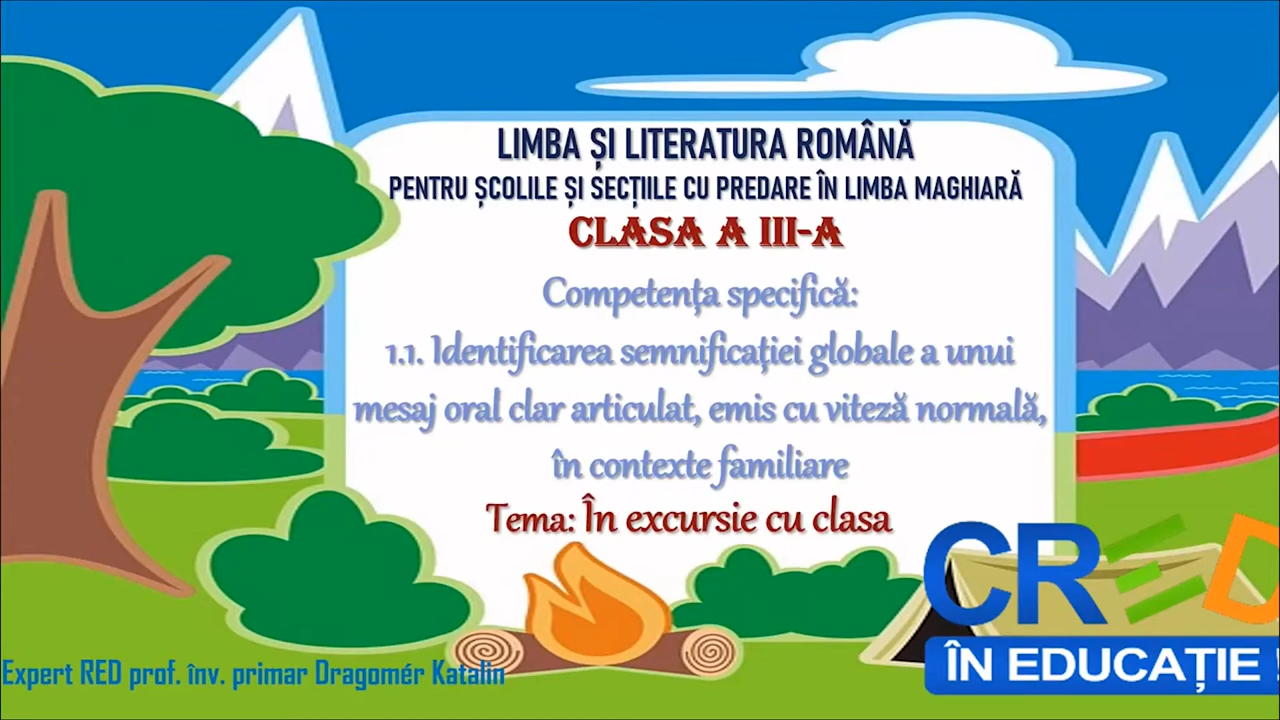 LIMBA ȘI LITERATURA ROMÂNĂ
PENTRU ȘCOLILE ȘI SECȚIILE CU PREDARE ÎN LIMBA MAGHIARĂ
CLASA A III-A
Competența specifică:
1.1. Identificarea semnificației globale a unui
mesaj oral clar articulat, emis cu viteză normală,
în contexte familiare
Tema: În excursie cu clasa
CRED
ÎN EDUCAȚIE !
Expert RED prof. înv. primar Dragomér Katalin